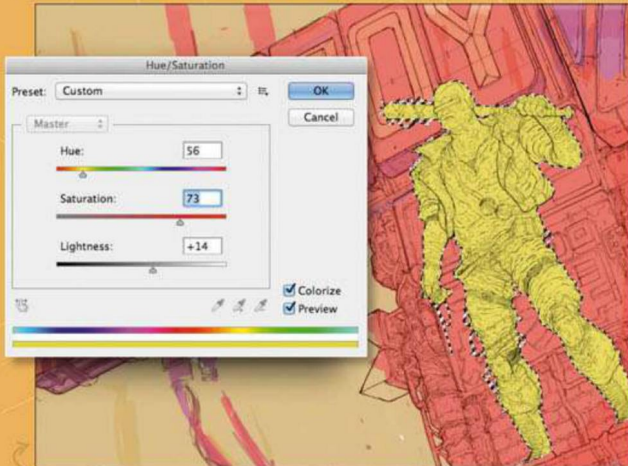 Hue/Saturation
Preset: Custom
OK
Cancel
Master
Hue: 56
Saturation: 73
Lightness: +14
Colorize
Preview